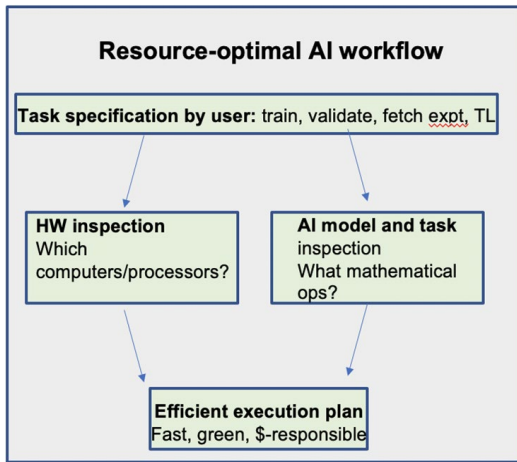 Resource-optimal AI workflow
Task specification by user: train, validate, fetch expt, TL
HW inspection
Which
computers/processors?
AI model and task
inspection
What mathematical
ops?
Efficient execution plan
Fast, green, $-responsible